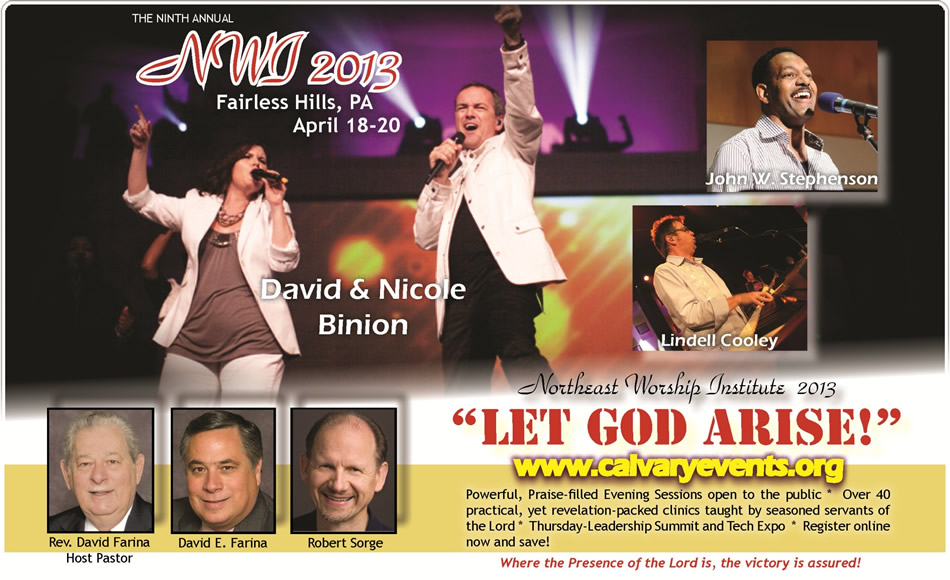 THE NINTH ANNUAL
NWI 2013
Fairless Hills, PA
April 18-20
John W. Stephenson
David & Nicole
Binion
Lindell Cooley
Northeast Worship Institute 2013
“LET GOD ARISE!”
www.calvaryevents.org
Powerful, Praise-filled Evening Sessions open to the public * Over 40
practical, yet revelation-packed clinics taught by seasoned servants of
the Lord * Thursday-Leadership Summit and Tech Expo * Register online
now and save!
Where the Presence of the Lord is, the victory is assured!
Rev. David Farina
Host Pastor
David E. Farina
Robert Sorge